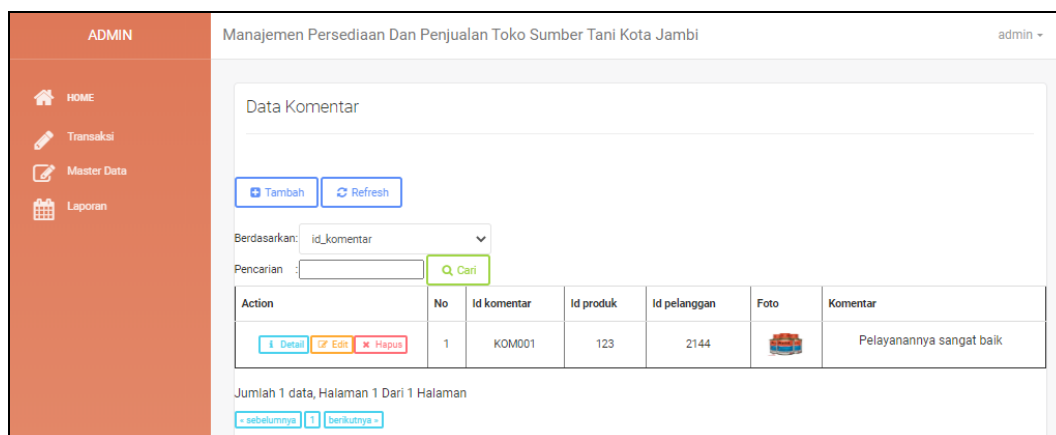 ADMIN
Manajemen Persediaan Dan Penjualan Toko Sumber Tani Kota Jambi
admin
HOME
Transaksi
Master Data
Laporan
Data Komentar
Tambah
Refresh
Berdasarkan: id_komentar
Pencarian :
Cari
Action No Id komentar Id produk Id pelanggan Foto Komentar
Detail Edit Hapus 1 KOM001 123 2144 Pelayanannya sangat baik
Jumlah 1 data, Halaman 1 Dari 1 Halaman
« sebelumnya 1 berikutnya »